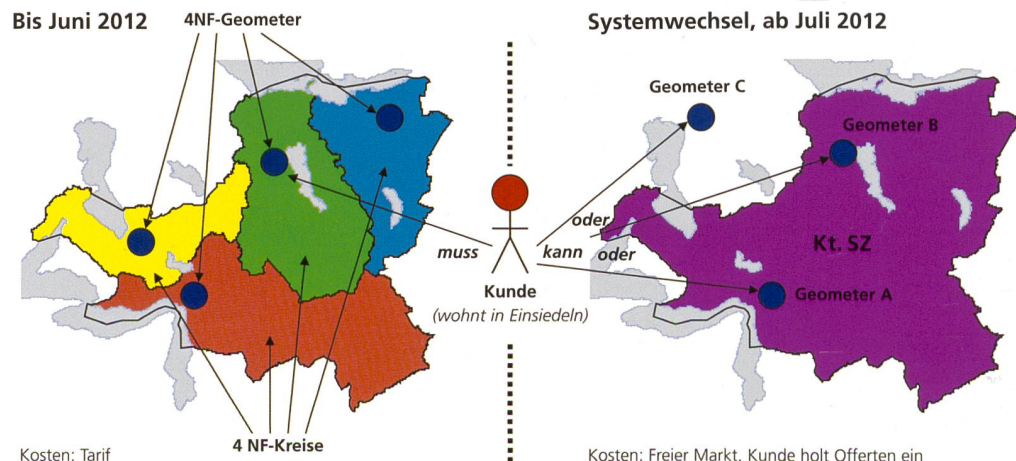 Bis Juni 2012
4NF-Geometer
Systemwechsel, ab Juli 2012
Geometer C
Geometer B
oder
muss
kann
oder
Kt. SZ
Kunde
(wohnt in Einsiedeln)
Geometer A
4 NF-Kreise
Kosten: Tarif
Kosten: Freier Markt, Kunde holt Offerten ein